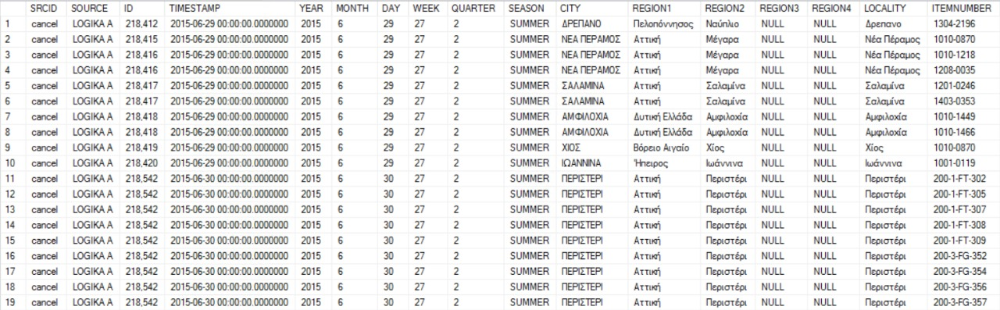 SRCID SOURCE ID TIMESTAMP YEAR MONTH DAY WEEK QUARTER SEASON CITY REGION1 REGION2 REGION3 REGION4 LOCALITY ITEMNUMBER
1 cancel LOGIKA A 218,412 2015-06-29 00:00:00.0000000 2015 6 29 27 2 SUMMER ΔΡΕΠΑΝΟ Πελοπόννησος Ναύπλιο NULL NULL Δρεπανο 1304-2196
2 cancel LOGIKA A 218,415 2015-06-29 00:00:00.0000000 2015 6 29 27 2 SUMMER ΝΕΑ ΠΕΡΑΜΟΣ Αττική Μέγαρα NULL NULL Νέα Πέραμος 1010-0870
3 cancel LOGIKA A 218,416 2015-06-29 00:00:00.0000000 2015 6 29 27 2 SUMMER ΝΕΑ ΠΕΡΑΜΟΣ Αττική Μέγαρα NULL NULL Νέα Πέραμος 1010-1218
4 cancel LOGIKA A 218,416 2015-06-29 00:00:00.0000000 2015 6 29 27 2 SUMMER ΝΕΑ ΠΕΡΑΜΟΣ Αττική Μέγαρα NULL NULL Νέα Πέραμος 1208-0035
5 cancel LOGIKA A 218,417 2015-06-29 00:00:00.0000000 2015 6 29 27 2 SUMMER ΣΑΛΑΜΙΝΑ Αττική Σαλαμίνα NULL NULL Σαλαμίνα 1201-0246
6 cancel LOGIKA A 218,417 2015-06-29 00:00:00.0000000 2015 6 29 27 2 SUMMER ΣΑΛΑΜΙΝΑ Αττική Σαλαμίνα NULL NULL Σαλαμίνα 1403-0353
7 cancel LOGIKA A 218,418 2015-06-29 00:00:00.0000000 2015 6 29 27 2 SUMMER ΑΜΦΙΛΟΧΙΑ Δυτική Ελλάδα Αμφιλοχία NULL NULL Αμφιλοχία 1010-1449
8 cancel LOGIKA A 218,418 2015-06-29 00:00:00.0000000 2015 6 29 27 2 SUMMER ΑΜΦΙΛΟΧΙΑ Δυτική Ελλάδα Αμφιλοχία NULL NULL Αμφιλοχία 1010-1466
9 cancel LOGIKA A 218,419 2015-06-29 00:00:00.0000000 2015 6 29 27 2 SUMMER ΧΙΟΣ Βόρειο Αιγαίο Χίος NULL NULL Χίος 1010-0870
10 cancel LOGIKA A 218,420 2015-06-29 00:00:00.0000000 2015 6 29 27 2 SUMMER ΙΩΑΝΝΙΝΑ Ήπειρος Ιωάννινα NULL NULL Ιωάννινα 1001-0119
11 cancel LOGIKA A 218,542 2015-06-30 00:00:00.0000000 2015 6 30 27 2 SUMMER ΠΕΡΙΣΤΕΡΙ Αττική Περιστέρι NULL NULL Περιστέρι 200-1-FT-302
12 cancel LOGIKA A 218,542 2015-06-30 00:00:00.0000000 2015 6 30 27 2 SUMMER ΠΕΡΙΣΤΕΡΙ Αττική Περιστέρι NULL NULL Περιστέρι 200-1-FT-305
13 cancel LOGIKA A 218,542 2015-06-30 00:00:00.0000000 2015 6 30 27 2 SUMMER ΠΕΡΙΣΤΕΡΙ Αττική Περιστέρι NULL NULL Περιστέρι 200-1-FT-307
14 cancel LOGIKA A 218,542 2015-06-30 00:00:00.0000000 2015 6 30 27 2 SUMMER ΠΕΡΙΣΤΕΡΙ Αττική Περιστέρι NULL NULL Περιστέρι 200-1-FT-308
15 cancel LOGIKA A 218,542 2015-06-30 00:00:00.0000000 2015 6 30 27 2 SUMMER ΠΕΡΙΣΤΕΡΙ Αττική Περιστέρι NULL NULL Περιστέρι 200-1-FT-309
16 cancel LOGIKA A 218,542 2015-06-30 00:00:00.0000000 2015 6 30 27 2 SUMMER ΠΕΡΙΣΤΕΡΙ Αττική Περιστέρι NULL NULL Περιστέρι 200-3-FG-352
17 cancel LOGIKA A 218,542 2015-06-30 00:00:00.0000000 2015 6 30 27 2 SUMMER ΠΕΡΙΣΤΕΡΙ Αττική Περιστέρι NULL NULL Περιστέρι 200-3-FG-354
18 cancel LOGIKA A 218,542 2015-06-30 00:00:00.0000000 2015 6 30 27 2 SUMMER ΠΕΡΙΣΤΕΡΙ Αττική Περιστέρι NULL NULL Περιστέρι 200-3-FG-356
19 cancel LOGIKA A 218,542 2015-06-30 00:00:00.0000000 2015 6 30 27 2 SUMMER ΠΕΡΙΣΤΕΡΙ Αττική Περιστέρι NULL NULL Περιστέρι 200-3-FG-357